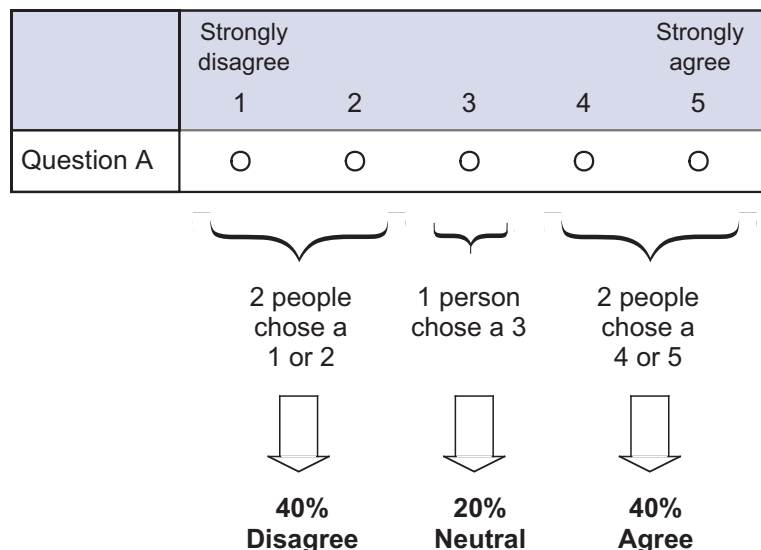 Strongly disagree
Strongly agree
1 2 3 4 5
Question A
2 people chose a 1 or 2
1 person chose a 3
2 people chose a 4 or 5
40% Disagree
20% Neutral
40% Agree